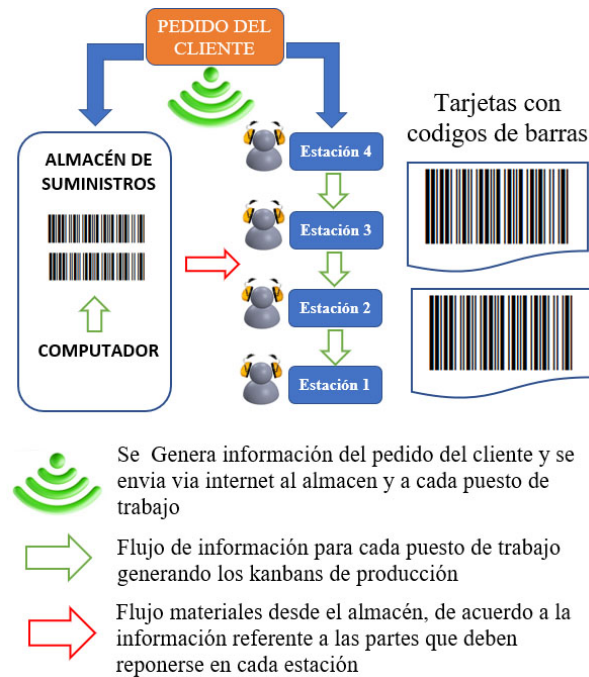 PEDIDO DEL
CLIENTE
ALMACÉN DE
SUMINISTROS
COMPUTADOR
Estación 4
Estación 3
Estación 2
Estación 1
Tarjetas con
codigos de barras
Se Genera información del pedido del cliente y se
envia via internet al almacen y a cada puesto de
trabajo
Flujo de información para cada puesto de trabajo
generando los kanbans de producción
Flujo materiales desde el almacén, de acuerdo a la
información referente a las partes que deben
reponerse en cada estación